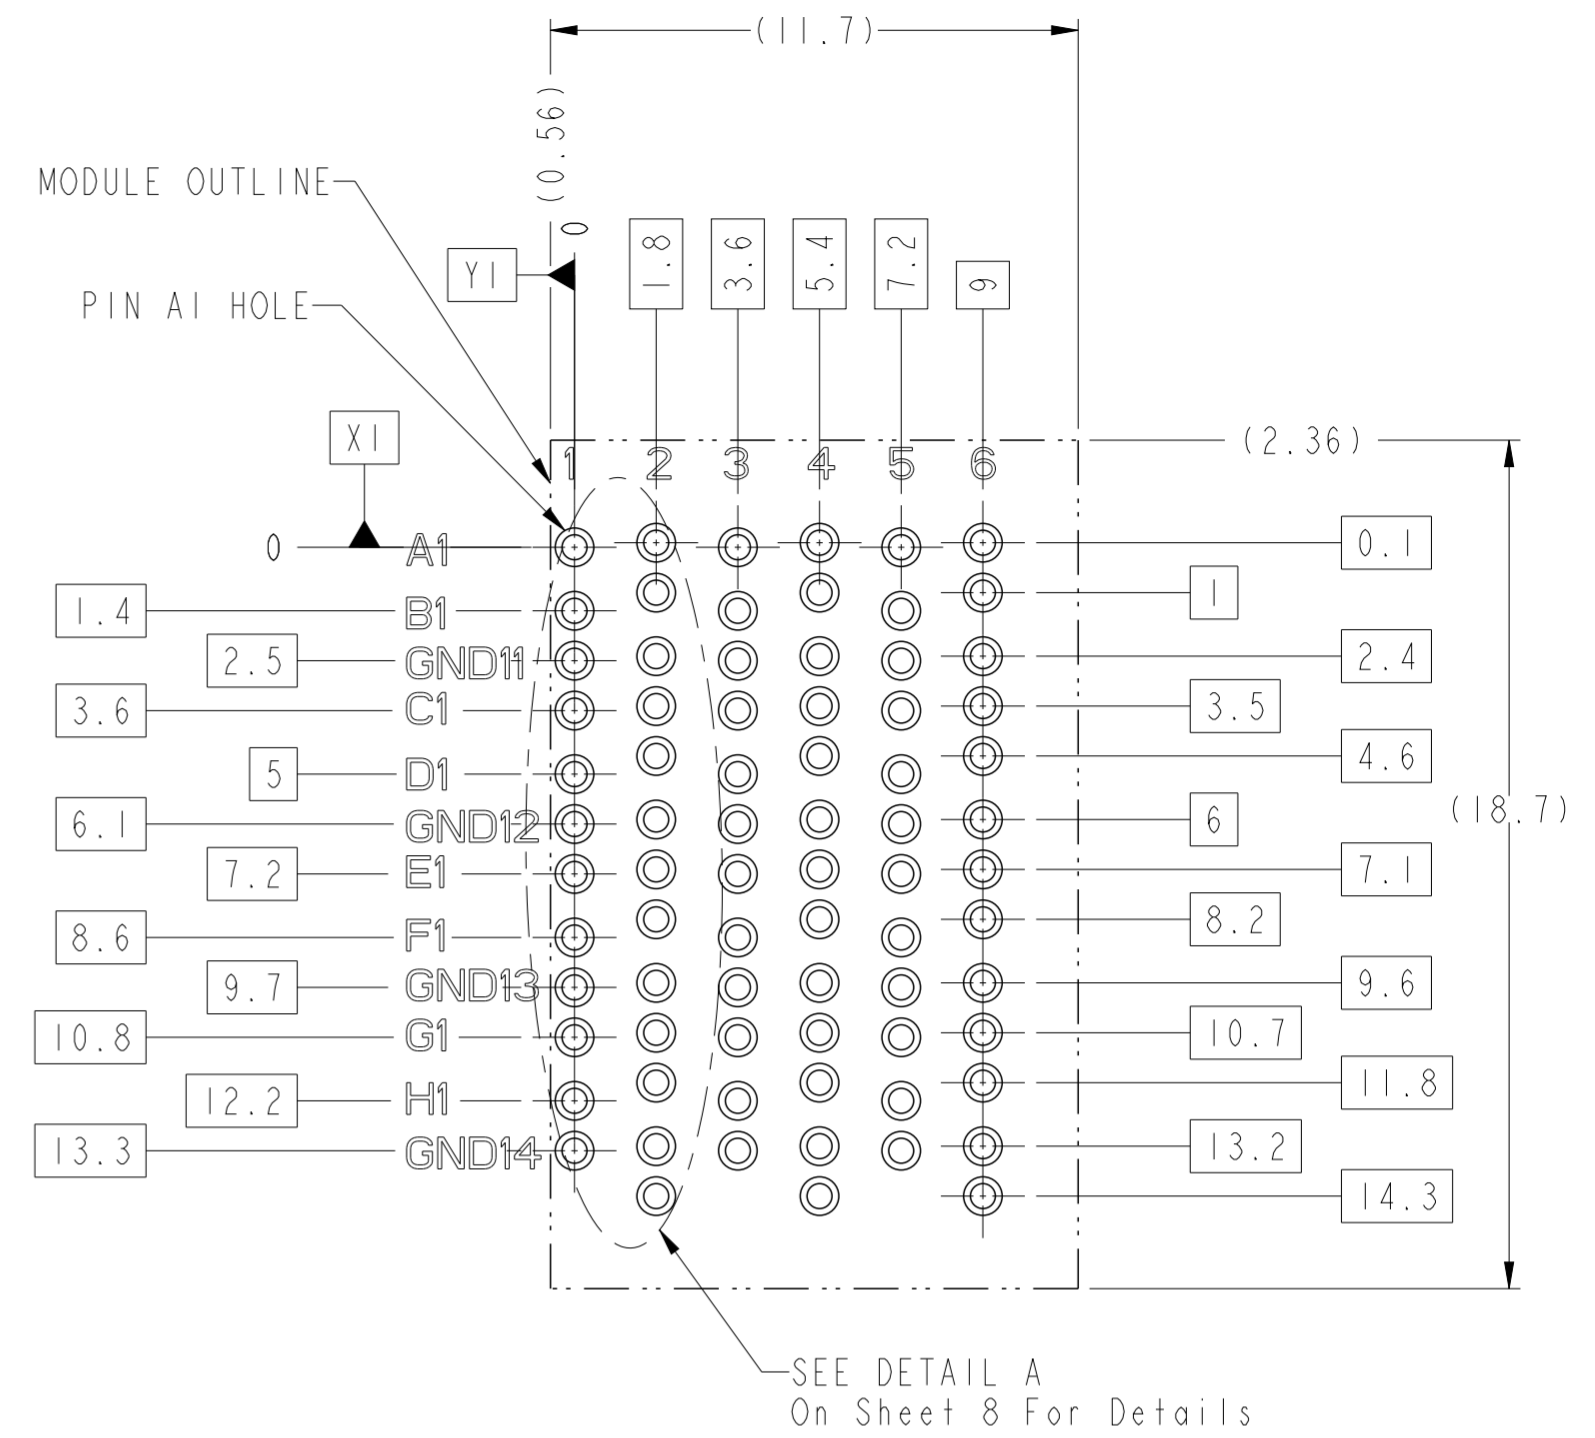 (11.7)
(0.56)
MODULE OUTLINE
0
Y1
1.8
3.6
5.4
7.2
9
PIN A1 HOLE
X1
(2.36)
1 2 3 4 5 6
0 A1 0.1
1
1.4 B1
2.5 GND11 2.4
3.6 C1 3.5
5 D1 4.6
(18.7)
6.1 GND12 6
7.2 E1 7.1
8.6 F1 8.2
9.7 GND13 9.6
10.8 G1 10.7
12.2 H1 11.8
13.3 GND14 13.2
14.3
SEE DETAIL A
On Sheet 8 For Details